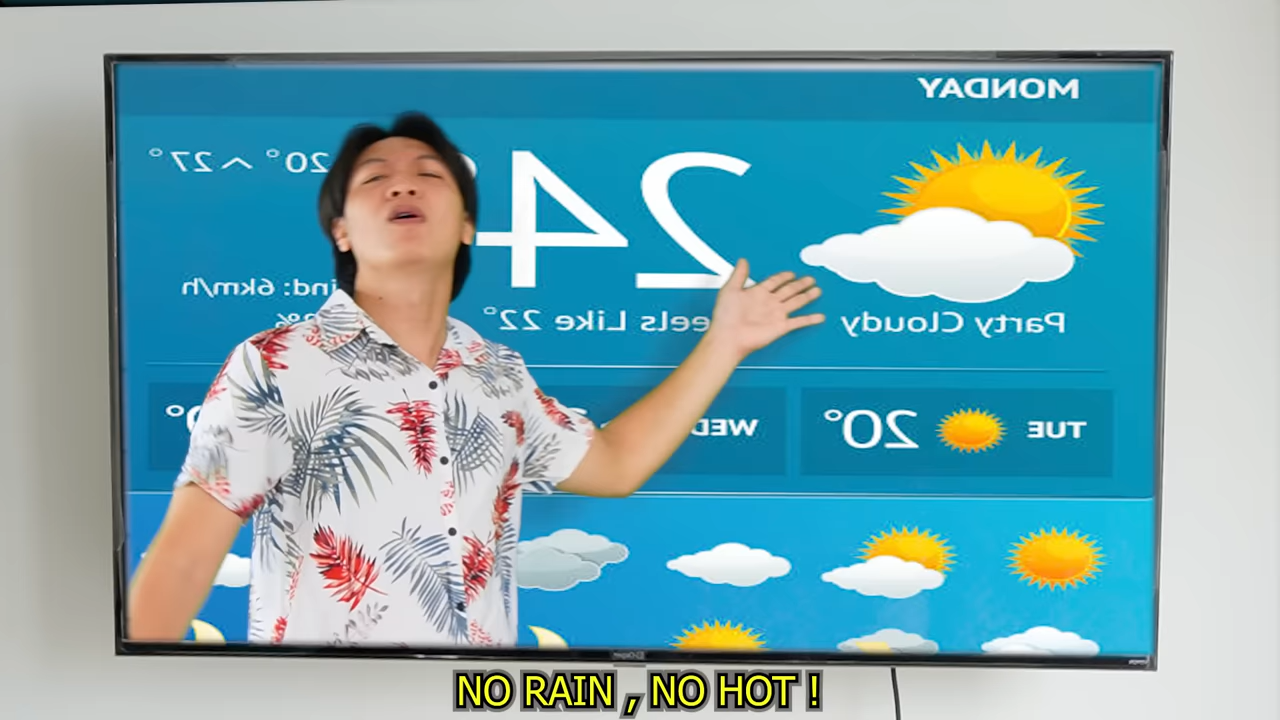 MONDAY
20° ^ 27°
24°
6km/h
Party Cloudy
Like 22°
TUE 20°
WED
NO RAIN , NO HOT !